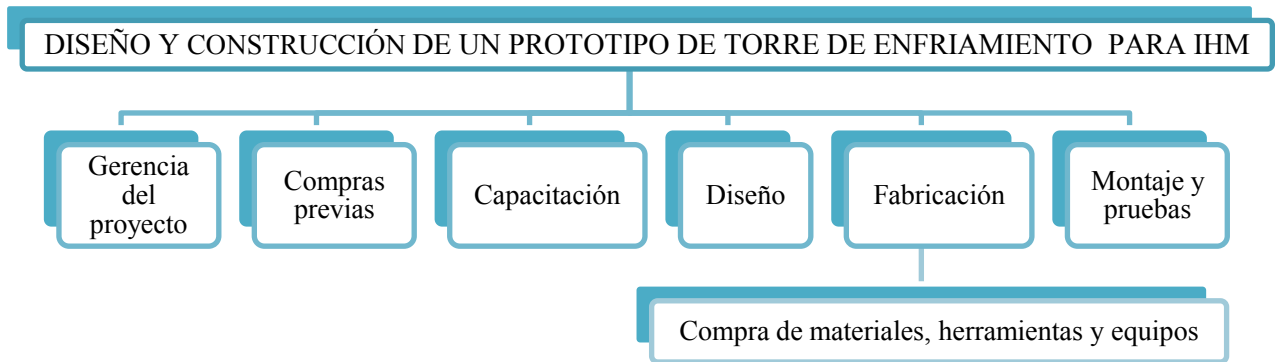 DISEÑO Y CONSTRUCCIÓN DE UN PROTOTIPO DE TORRE DE ENFRIAMIENTO PARA IHM
Gerencia
del
proyecto
Compras
previas
Capacitación
Diseño
Fabricación
Montaje y
pruebas
Compra de materiales, herramientas y equipos